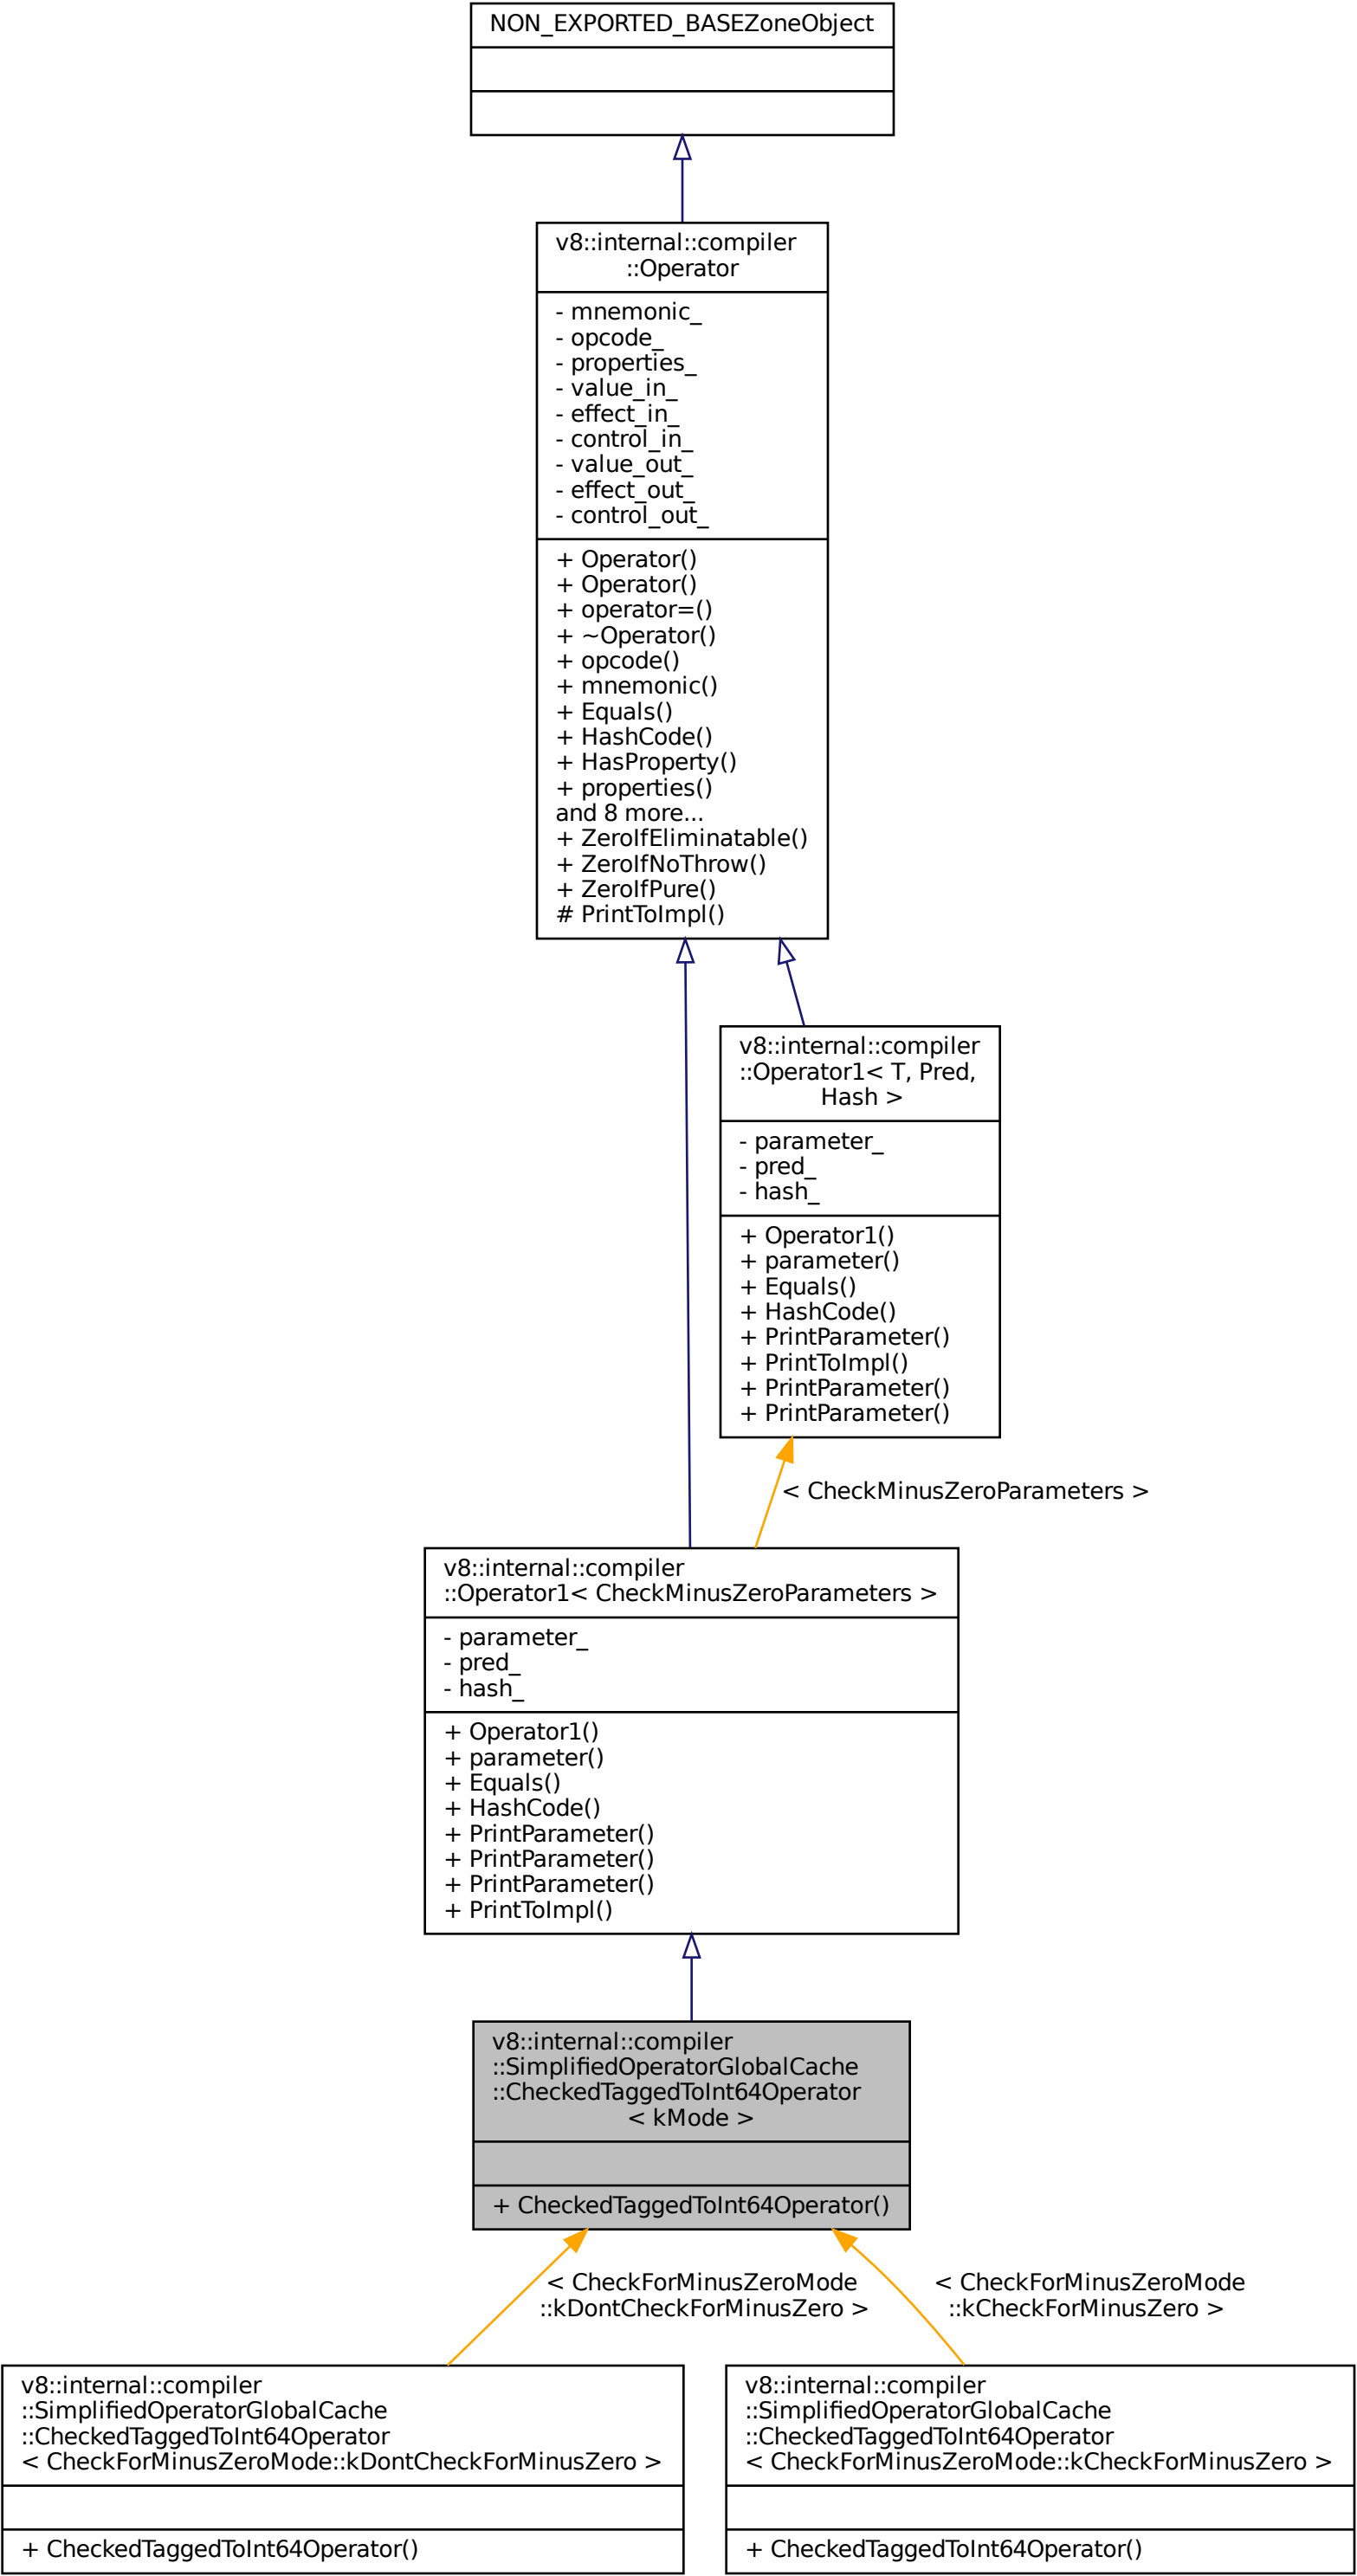 NON_EXPORTED_BASEZoneObject
v8::internal::compiler
::Operator
- mnemonic_
- opcode_
- properties_
- value_in_
- effect_in_
- control_in_
- value_out_
- effect_out_
- control_out_
+ Operator()
+ Operator()
+ operator=()
+ ~Operator()
+ opcode()
+ mnemonic()
+ Equals()
+ HashCode()
+ HasProperty()
+ properties()
and 8 more...
+ ZeroIfEliminatable()
+ ZeroIfNoThrow()
+ ZeroIfPure()
# PrintToImpl()
v8::internal::compiler
::Operator1< T, Pred,
Hash >
- parameter_
- pred_
- hash_
+ Operator1()
+ parameter()
+ Equals()
+ HashCode()
+ PrintParameter()
+ PrintToImpl()
+ PrintParameter()
+ PrintParameter()
< CheckMinusZeroParameters >
v8::internal::compiler
::Operator1< CheckMinusZeroParameters >
- parameter_
- pred_
- hash_
+ Operator1()
+ parameter()
+ Equals()
+ HashCode()
+ PrintParameter()
+ PrintParameter()
+ PrintParameter()
+ PrintToImpl()
v8::internal::compiler
::SimplifiedOperatorGlobalCache
::CheckedTaggedToInt64Operator
< kMode >
+ CheckedTaggedToInt64Operator()
< CheckForMinusZeroMode
::kDontCheckForMinusZero >
< CheckForMinusZeroMode
::kCheckForMinusZero >
v8::internal::compiler
::SimplifiedOperatorGlobalCache
::CheckedTaggedToInt64Operator
< CheckForMinusZeroMode::kDontCheckForMinusZero >
+ CheckedTaggedToInt64Operator()
v8::internal::compiler
::SimplifiedOperatorGlobalCache
::CheckedTaggedToInt64Operator
< CheckForMinusZeroMode::kCheckForMinusZero >
+ CheckedTaggedToInt64Operator()